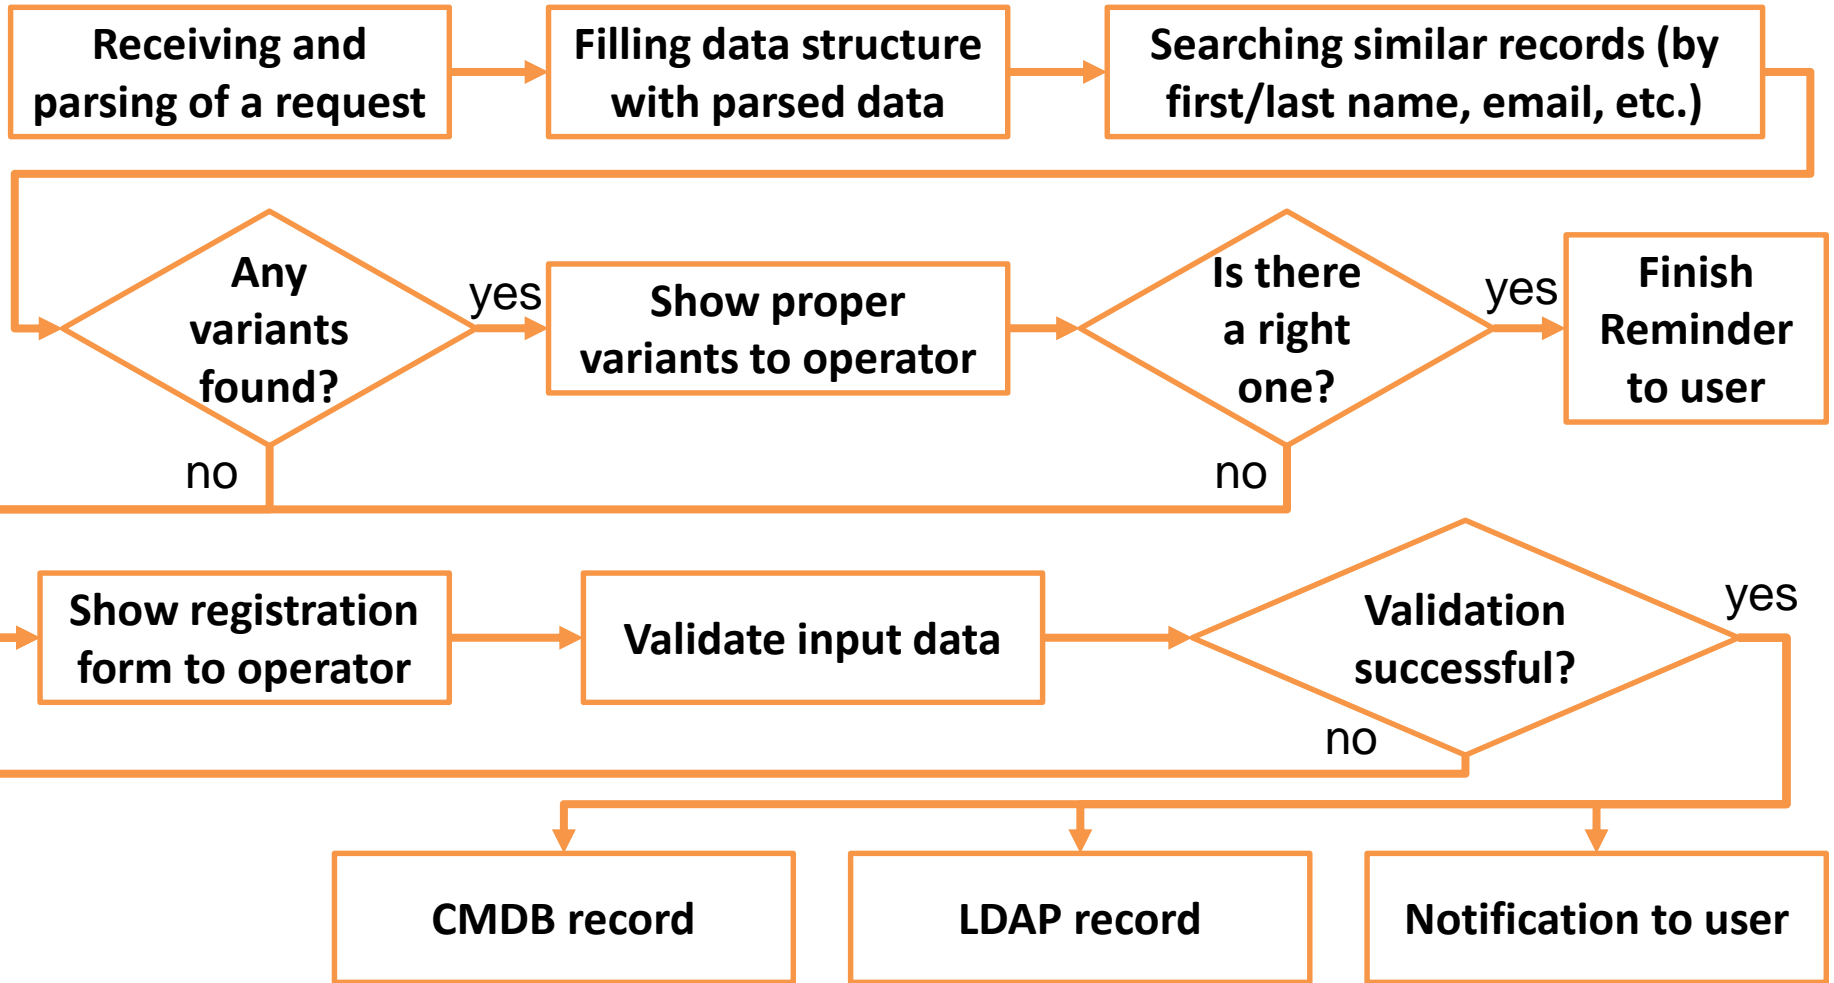 Receiving and
parsing of a request
Filling data structure
with parsed data
Searching similar records (by
first/last name, email, etc.)
Any
variants
found?
yes
Show proper
variants to operator
Is there
a right
one?
yes
Finish
Reminder
to user
no
no
Show registration
form to operator
Validate input data
Validation
successful?
yes
no
CMDB record
LDAP record
Notification to user